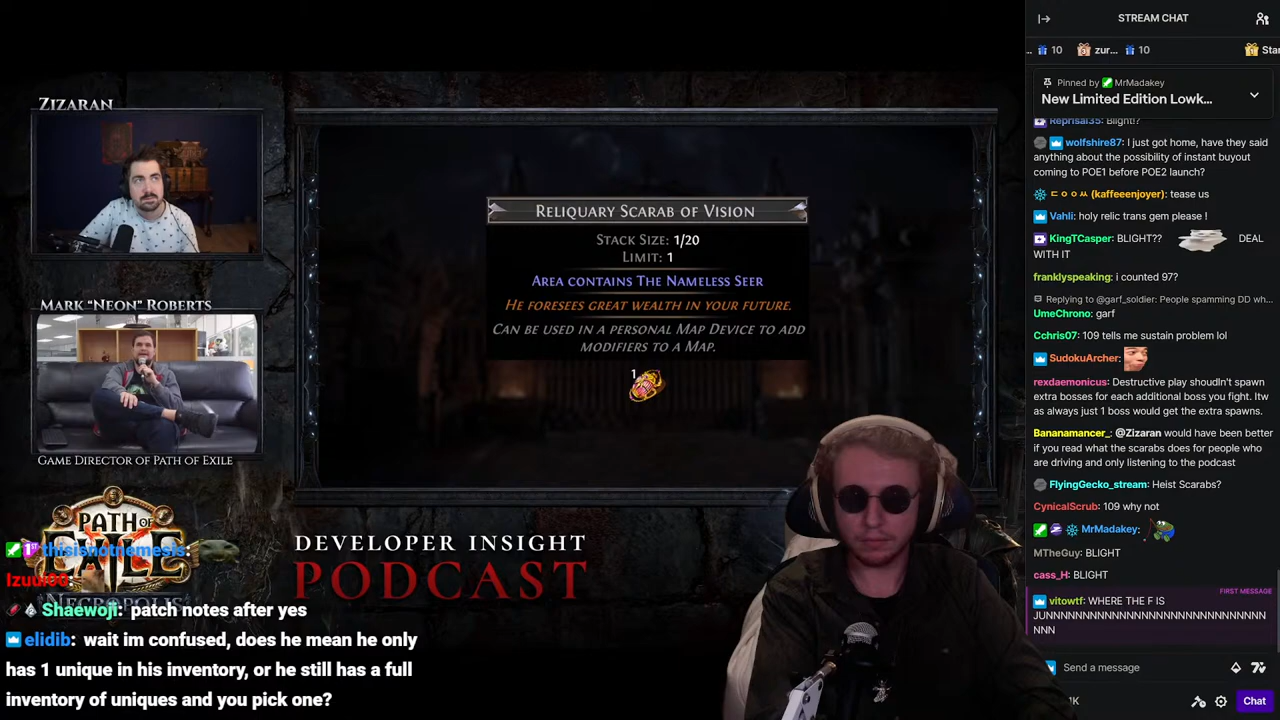 ZIZARAN
MARK "NEON" ROBERTS
GAME DIRECTOR OF PATH OF EXILE
RELIQUARY SCARAB OF VISION
STACK SIZE: 1/20
LIMIT: 1
AREA CONTAINS THE NAMELESS SEER
HE FORESEES GREAT WEALTH IN YOUR FUTURE.
CAN BE USED IN A PERSONAL MAP DEVICE TO ADD
MODIFIERS TO A MAP.
1
PATH OF
EXILE
NECROPOLIS
DEVELOPER INSIGHT
PODCAST
thisisnotnemesis:
lzuul00:
Shaewoji: patch notes after yes
elidib: wait im confused, does he mean he only
has 1 unique in his inventory, or he still has a full
inventory of uniques and you pick one?
STREAM CHAT
... 10 zur... 10
Pinned by MrMadakey
New Limited Edition Lowk...
Reprisal35: Blight!?
wolfshire87: I just got home, have they said
anything about the possibility of instant buyout
coming to POE1 before POE2 launch?
ㄷㅇㅇㅆ (kaffeeenjoyer): tease us
Vahli: holy relic trans gem please !
KingTCasper: BLIGHT?? DEAL
WITH IT
franklyspeaking: i counted 97?
Replying to @garf_soldier: People spamming DD wh...
UmeChrono: garf
Cchris07: 109 tells me sustain problem lol
SudokuArcher:
rexdaemonicus: Destructive play shoudln't spawn
extra bosses for each additional boss you fight. Itw
as always just 1 boss would get the extra spawns.
Bananamancer_: @Zizaran would have been better
if you read what the scarabs does for people who
are driving and only listening to the podcast
FlyingGecko_stream: Heist Scarabs?
CynicalScrub: 109 why not
MrMadakey:
MTheGuy: BLIGHT
cass_H: BLIGHT
FIRST MESSAGE
vitowtf: WHERE THE F IS
JUNNNNNNNNNNNNNNNNNNNNNNNNNNNNN
NNN
Send a message
Chat